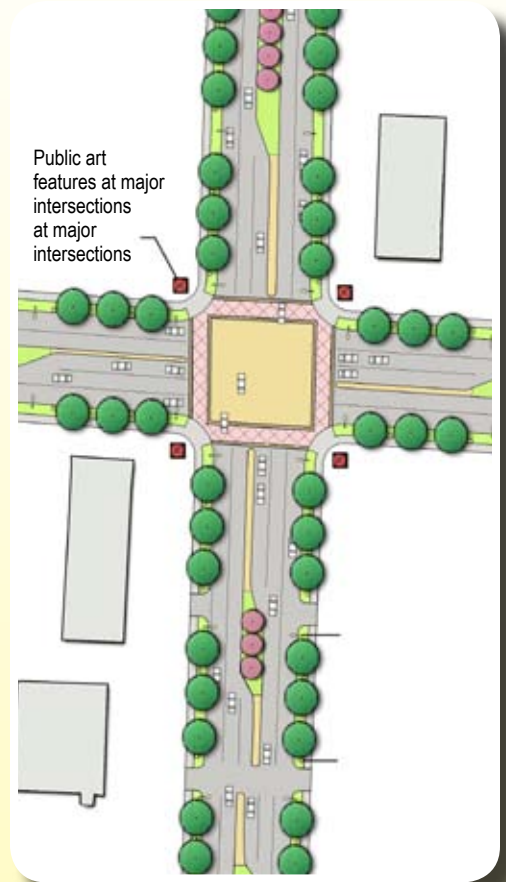 Public art
features at major
intersections
at major
intersections